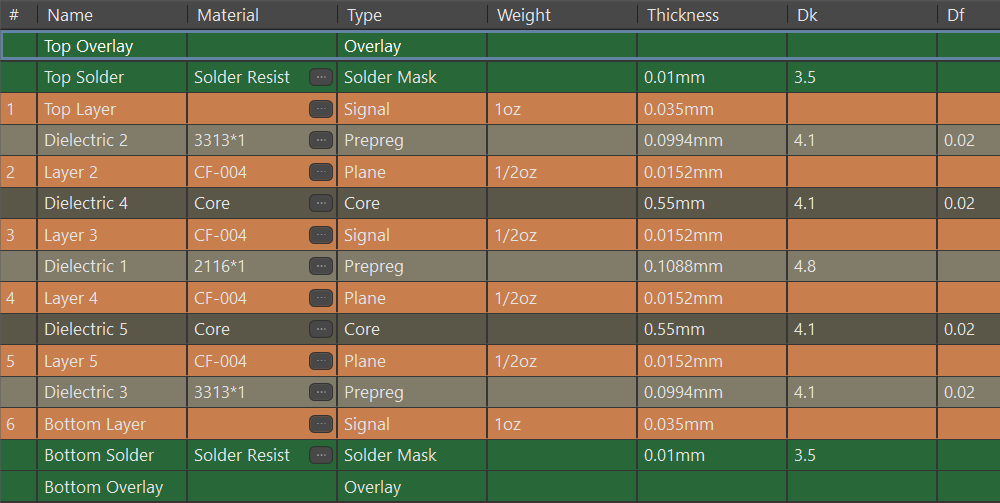 # Name Material Type Weight Thickness Dk Df
Top Overlay Overlay
Top Solder Solder Resist ... Solder Mask 0.01mm 3.5
1 Top Layer ... Signal 1oz 0.035mm
Dielectric 2 3313*1 ... Prepreg 0.0994mm 4.1 0.02
2 Layer 2 CF-004 ... Plane 1/2oz 0.0152mm
Dielectric 4 Core ... Core 0.55mm 4.1 0.02
3 Layer 3 CF-004 ... Signal 1/2oz 0.0152mm
Dielectric 1 2116*1 ... Prepreg 0.1088mm 4.8
4 Layer 4 CF-004 ... Plane 1/2oz 0.0152mm
Dielectric 5 Core ... Core 0.55mm 4.1 0.02
5 Layer 5 CF-004 ... Plane 1/2oz 0.0152mm
Dielectric 3 3313*1 ... Prepreg 0.0994mm 4.1 0.02
6 Bottom Layer ... Signal 1oz 0.035mm
Bottom Solder Solder Resist ... Solder Mask 0.01mm 3.5
Bottom Overlay Overlay